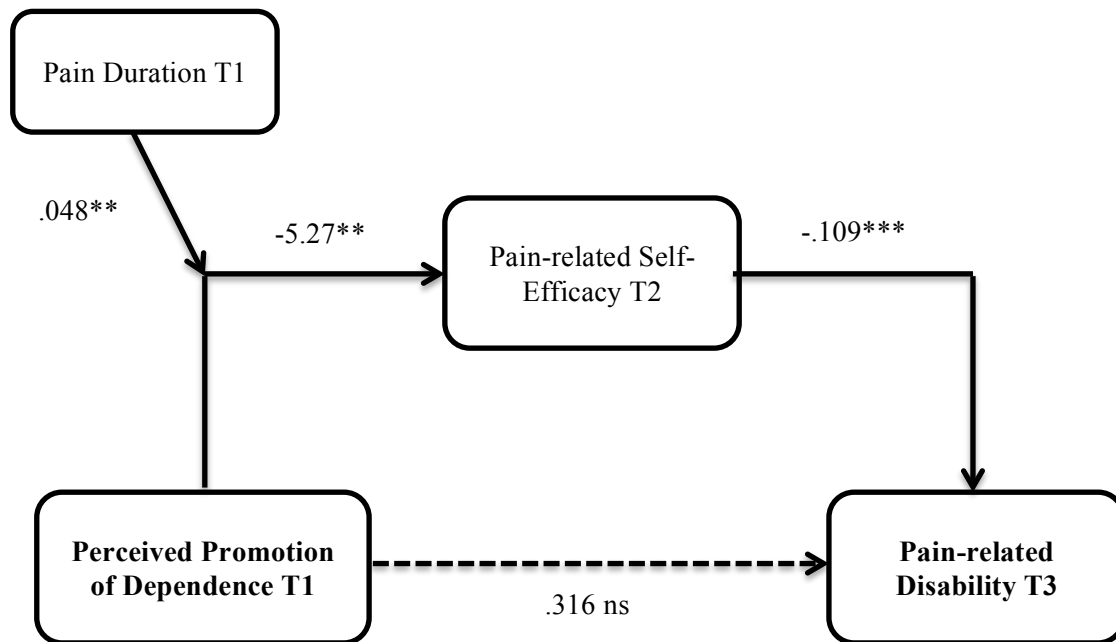 Pain Duration T1
.048**
-5.27**
Pain-related Self-
Efficacy T2
-.109***
Perceived Promotion
of Dependence T1
.316 ns
Pain-related
Disability T3